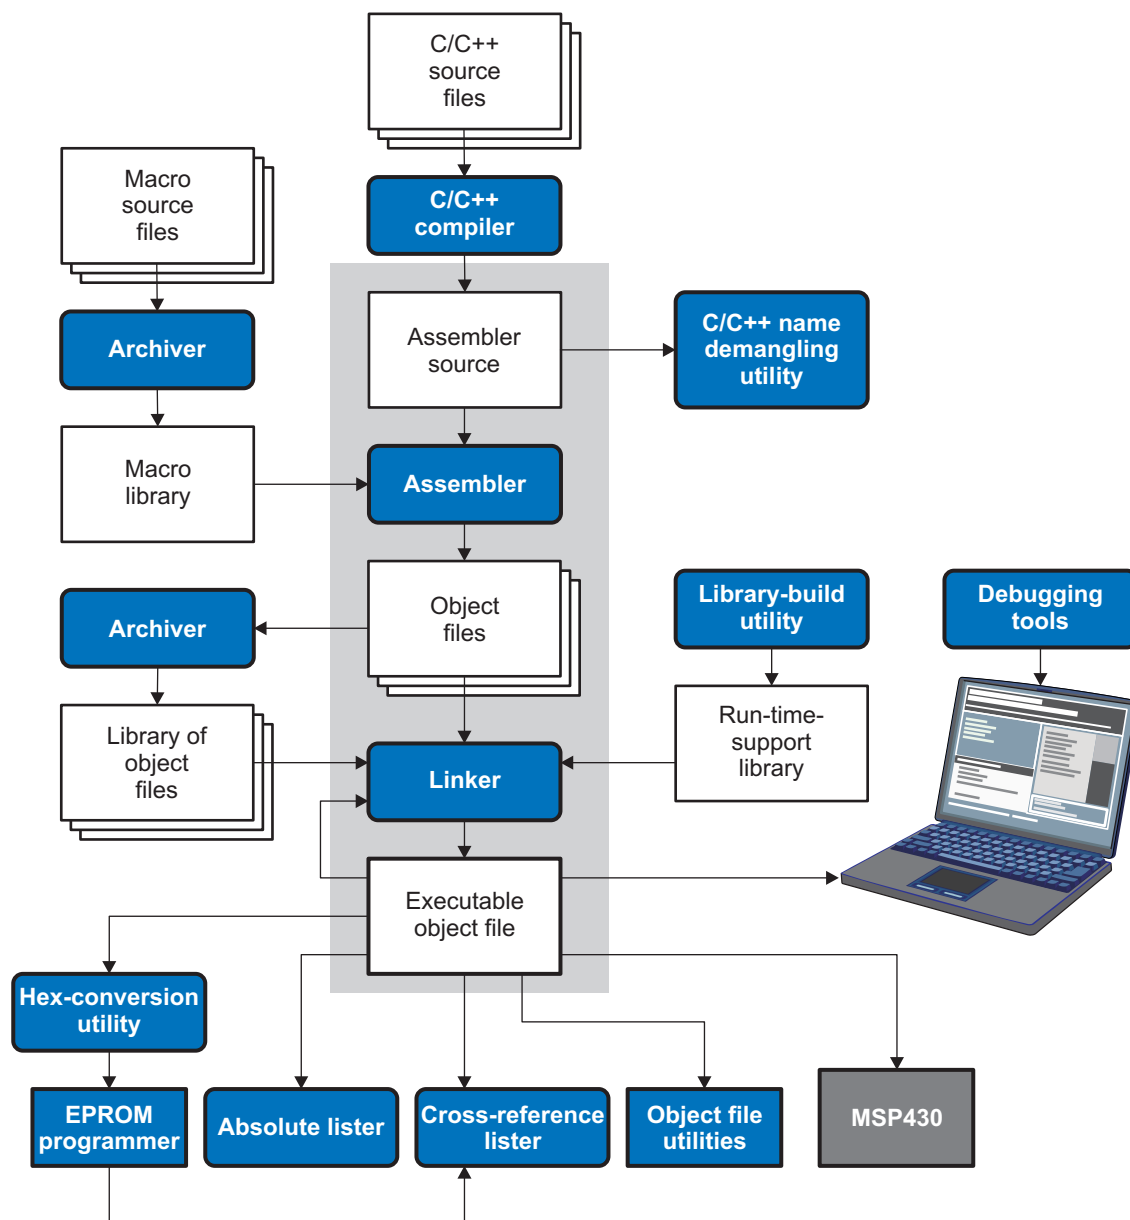 C/C++
source
files
Macro
source
files
C/C++
compiler
Archiver
Assembler
source
C/C++ name
demangling
utility
Macro
library
Assembler
Archiver
Object
files
Library-build
utility
Debugging
tools
Library of
object
files
Linker
Run-time-
support
library
Executable
object file
Hex-conversion
utility
EPROM
programmer
Absolute lister
Cross-reference
lister
Object file
utilities
MSP430